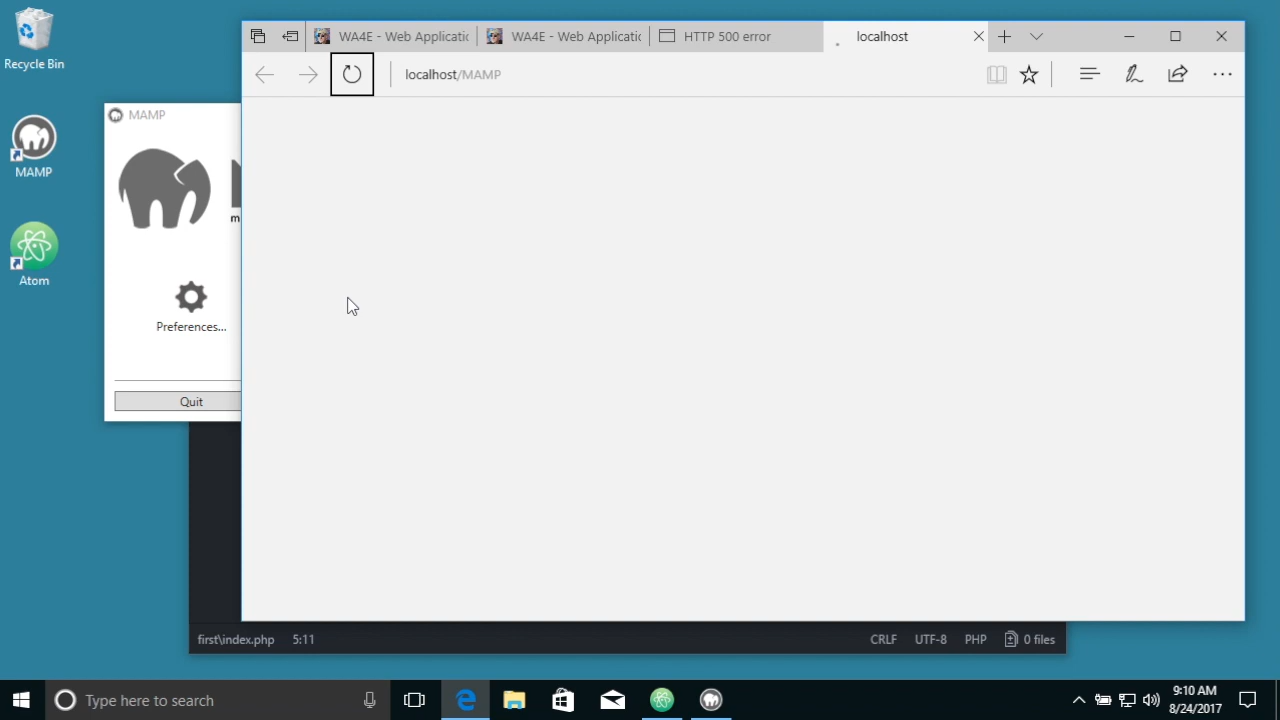 Recycle Bin
MAMP
Atom
MAMP
m
Preferences...
Quit
WA4E - Web Applicatic
WA4E - Web Applicatic
HTTP 500 error
localhost
localhost/MAMP
first\index.php 5:11 CRLF UTF-8 PHP 0 files
Type here to search
9:10 AM
8/24/2017